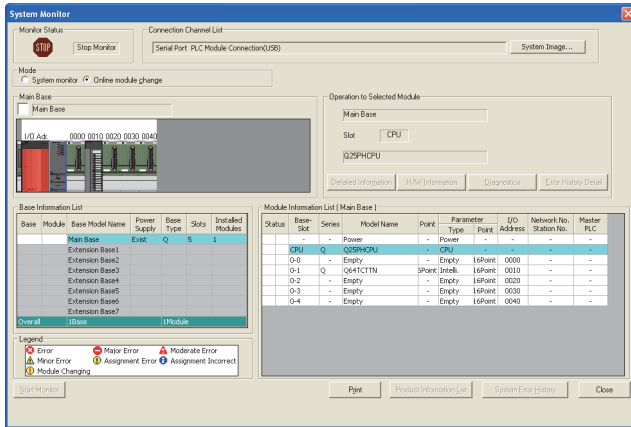 System Monitor
Monitor Status
STOP
Stop Monitor
Connection Channel List
Serial Port PLC Module Connection(USB)
System Image...
Mode
System monitor Online module change
Main Base
Main Base
I/O Adr. 0000 0010 0020 0030 0040
Operation to Selected Module
Main Base
Slot CPU
Q25PHCPU
Detailed Information H/W Information Diagnostics Error History Detail
Base Information List
Base Module Base Model Name Power Supply Base Type Slots Installed Modules
Main Base Exist Q 5 1
Extension Base1
Extension Base2
Extension Base3
Extension Base4
Extension Base5
Extension Base6
Extension Base7
Overall 1Base 1Module
Module Information List [ Main Base ]
Status Base-Slot Series Model Name Point Parameter Type Point I/O Address Network No. Station No. Master PLC
- - Power - Power - - - -
CPU Q Q25PHCPU - CPU - - - -
0-0 - Empty - Empty 16Point 0000 - -
0-1 Q Q64TCTTN 6Point Intelli. 16Point 0010 - -
0-2 - Empty - Empty 16Point 0020 - -
0-3 - Empty - Empty 16Point 0030 - -
0-4 - Empty - Empty 16Point 0040 - -
Legend
Error Major Error Moderate Error
Minor Error Assignment Error Assignment Incorrect
Module Changing
Start Monitor
Print Product Information List System Error History Close